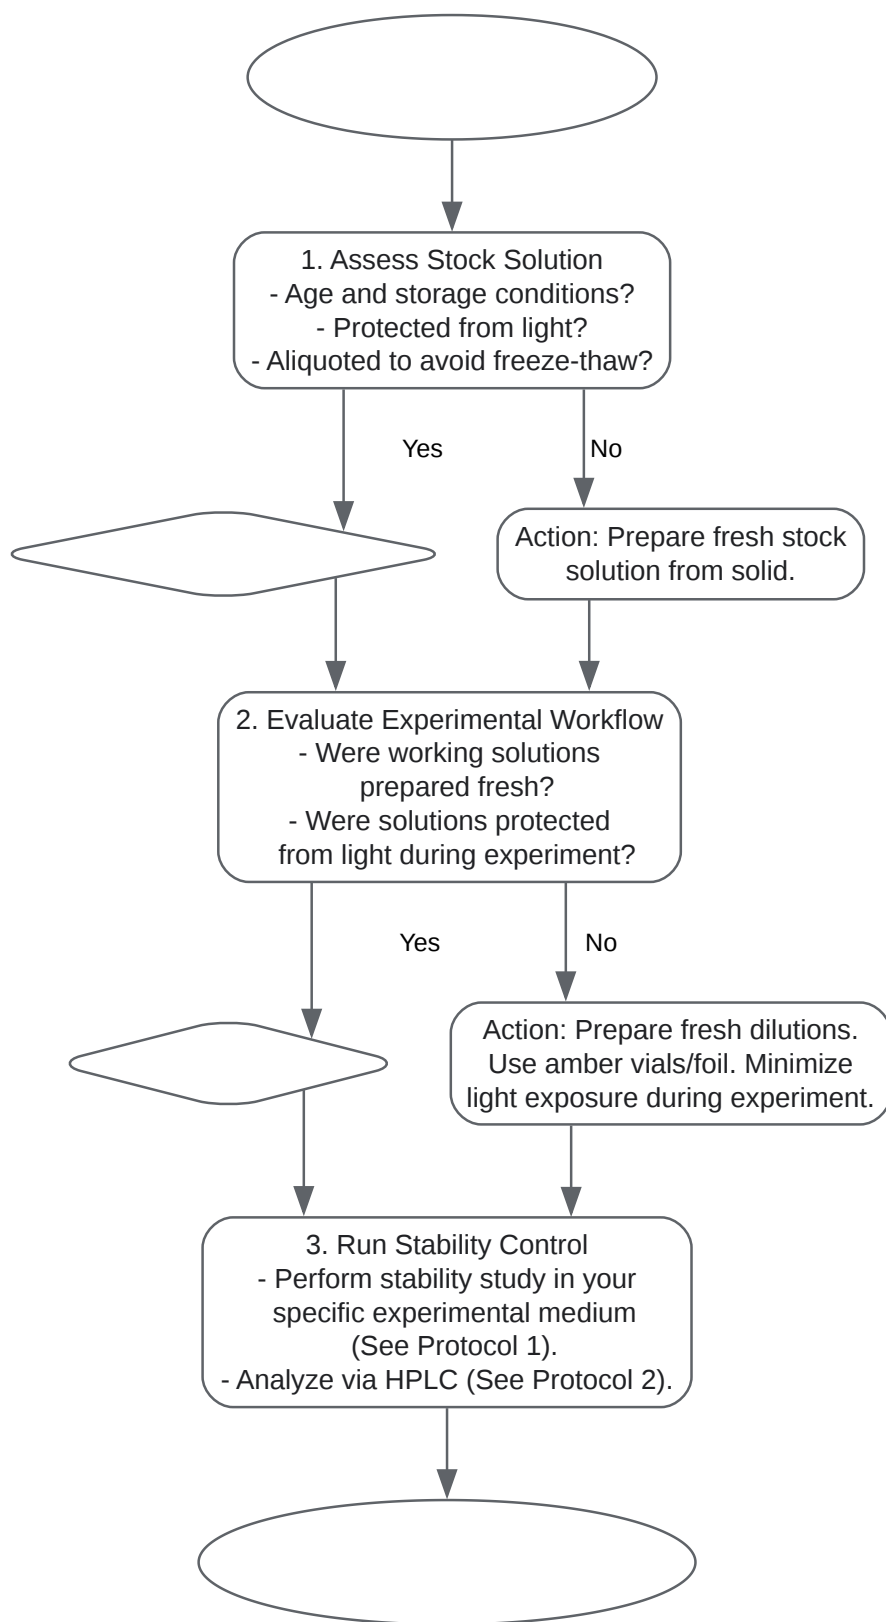 1. Assess Stock Solution
- Age and storage conditions?
- Protected from light?
- Aliquoted to avoid freeze-thaw?
Yes
No
Action: Prepare fresh stock
solution from solid.
2. Evaluate Experimental Workflow
- Were working solutions
prepared fresh?
- Were solutions protected
from light during experiment?
Yes
No
Action: Prepare fresh dilutions.
Use amber vials/foil. Minimize
light exposure during experiment.
3. Run Stability Control
- Perform stability study in your
specific experimental medium
(See Protocol 1).
- Analyze via HPLC (See Protocol 2).